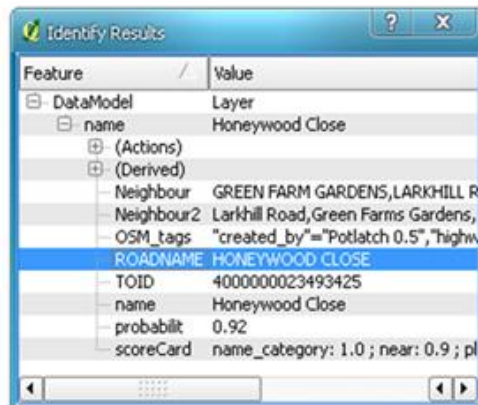 Identify Results
Feature Value
DataModel Layer
name Honeywood Close
(Actions)
(Derived)
Neighbour GREEN FARM GARDENS,LARKHILL R
Neighbour2 Larkhill Road,Green Farms Gardens,
OSM_tags "created_by"="Potlatch 0.5","highw
ROADNAME HONEYWOOD CLOSE
TOID 4000000023493425
name Honeywood Close
probabilit 0.92
scoreCard name_category: 1.0 ; near: 0.9 ; pl